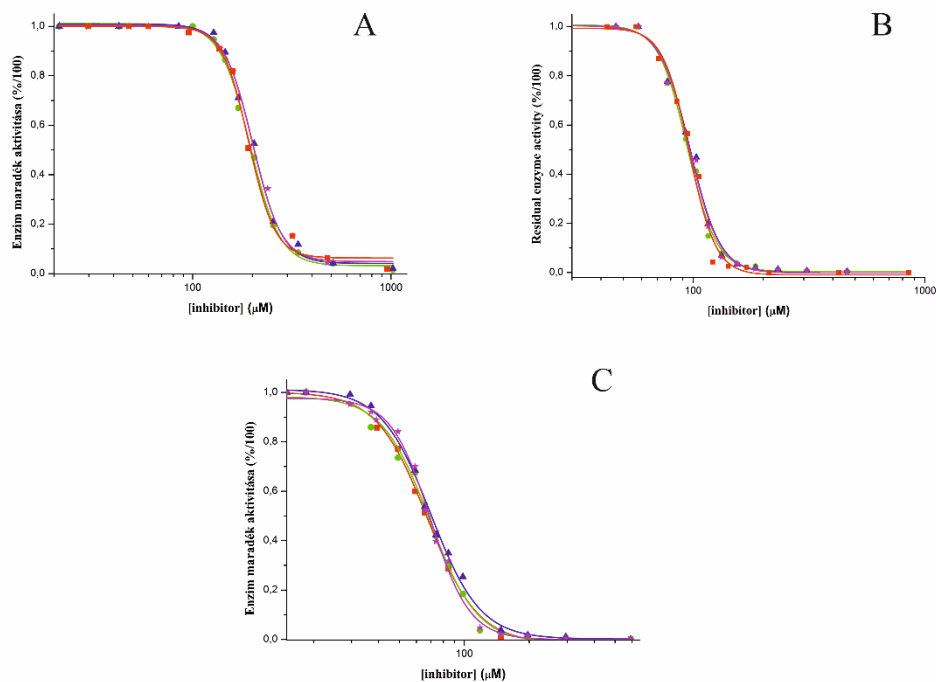 A
Enzim maradék aktivitása (%/100)
1,0
0,8
0,6
0,4
0,2
0,0
100
1000
[inhibitor] (µM)
B
Residual enzyme activity (%/100)
1,0
0,8
0,6
0,4
0,2
0,0
100
1000
[inhibitor] (µM)
C
Enzim maradék aktivitása (%/100)
1,0
0,8
0,6
0,4
0,2
0,0
100
[inhibitor] (µM)